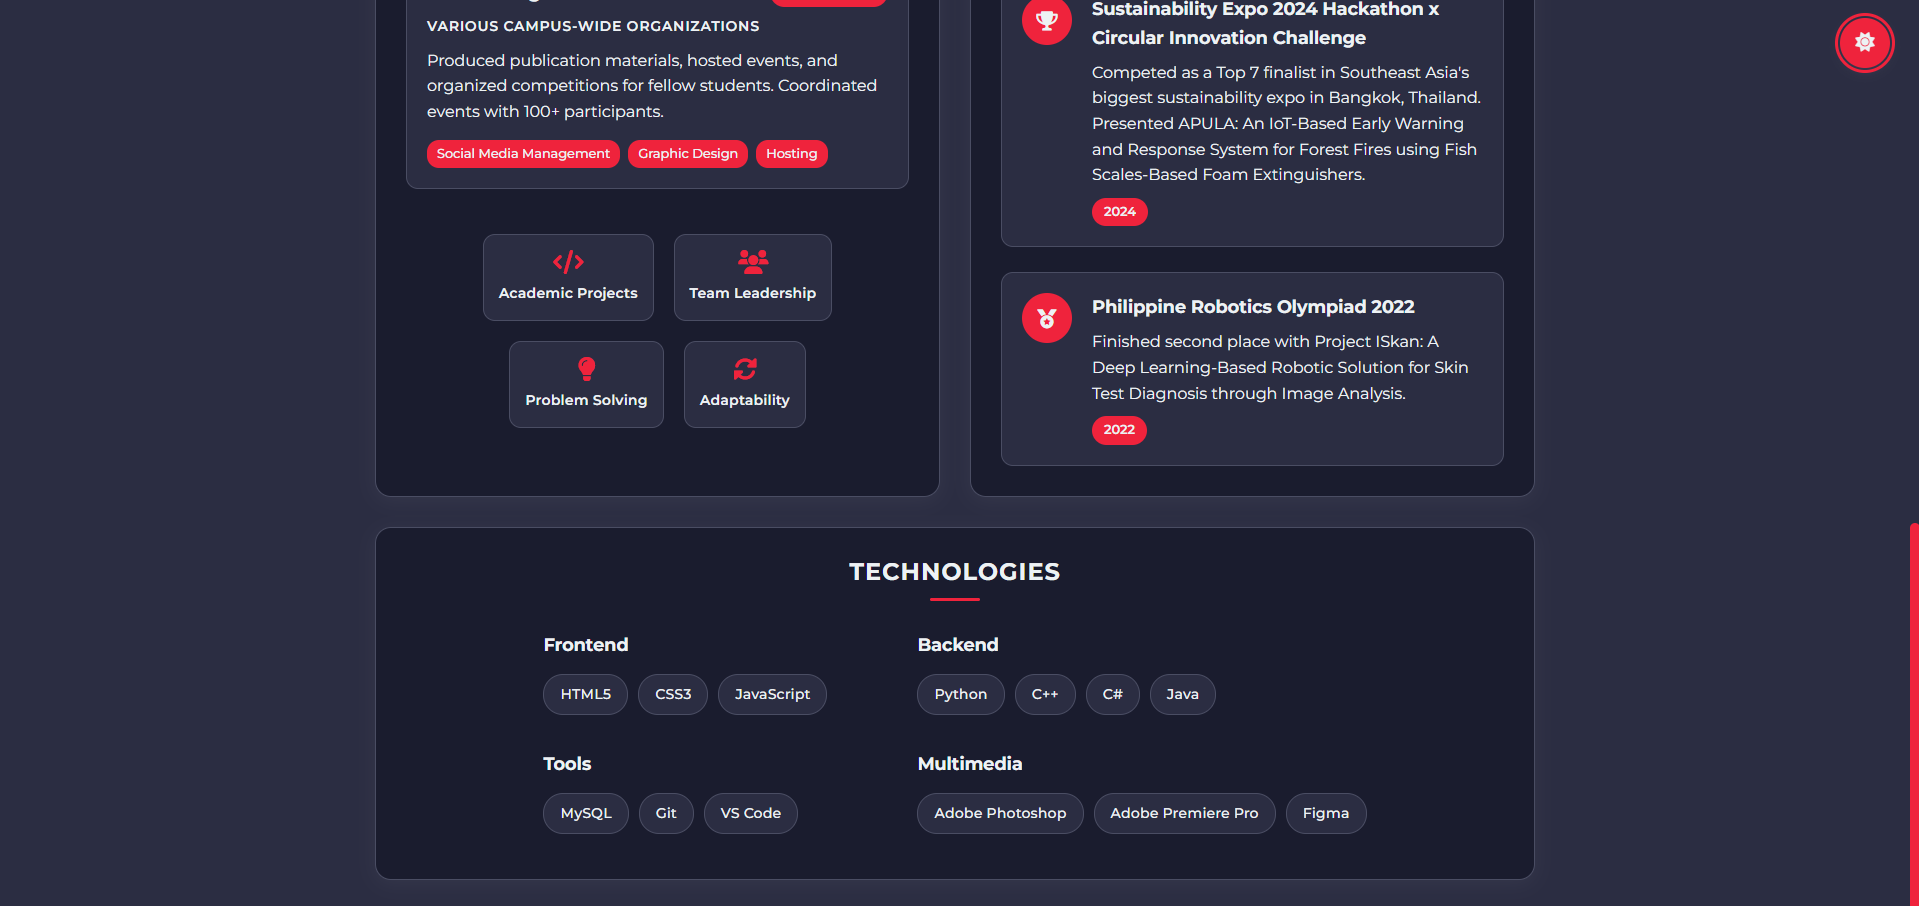 VARIOUS CAMPUS-WIDE ORGANIZATIONS
Produced publication materials, hosted events, and
organized competitions for fellow students. Coordinated
events with 100+ participants.
Social Media Management
Graphic Design
Hosting
Academic Projects
Team Leadership
Problem Solving
Adaptability
Sustainability Expo 2024 Hackathon x
Circular Innovation Challenge
Competed as a Top 7 finalist in Southeast Asia's
biggest sustainability expo in Bangkok, Thailand.
Presented APULA: An IoT-Based Early Warning
and Response System for Forest Fires using Fish
Scales-Based Foam Extinguishers.
2024
Philippine Robotics Olympiad 2022
Finished second place with Project ISkan: A
Deep Learning-Based Robotic Solution for Skin
Test Diagnosis through Image Analysis.
2022
TECHNOLOGIES
Frontend
HTML5
CSS3
JavaScript
Backend
Python
C++
C#
Java
Tools
MySQL
Git
VS Code
Multimedia
Adobe Photoshop
Adobe Premiere Pro
Figma